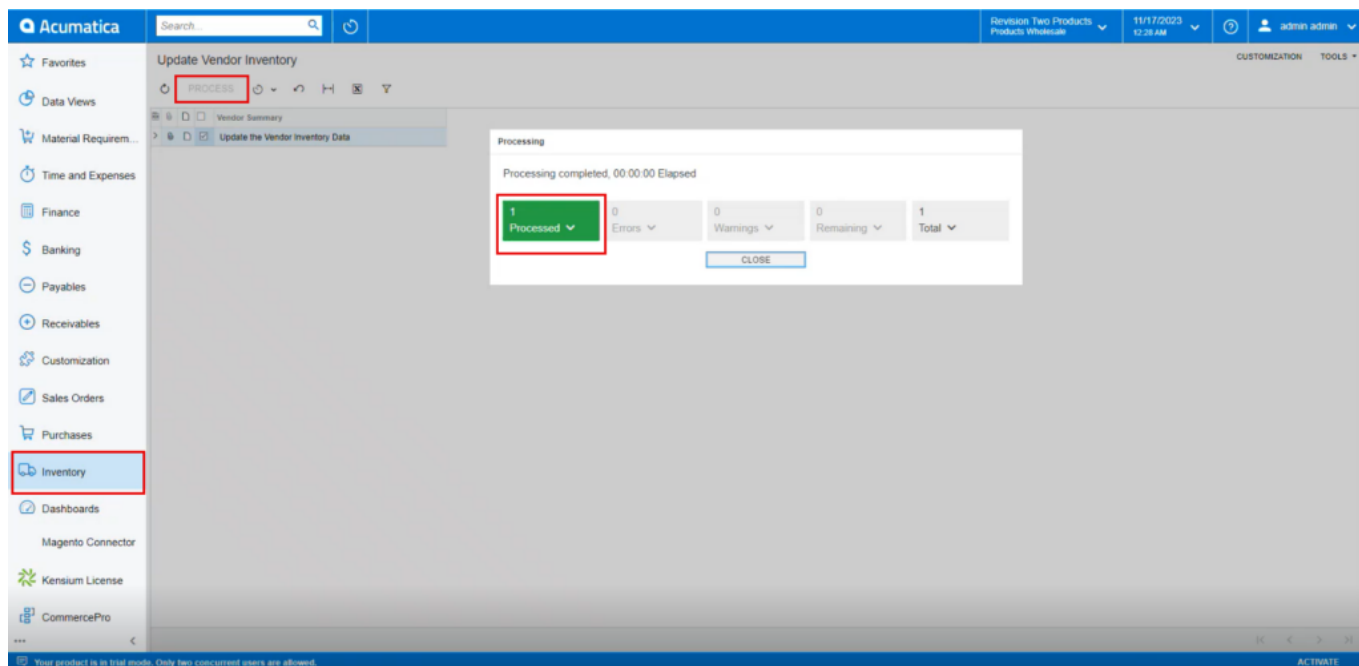 Acumatica
Search...
Revision Two Products
Products Wholesale
11/17/2023
12:28 AM
admin admin
Favorites
Data Views
Material Requirem...
Time and Expenses
Finance
Banking
Payables
Receivables
Customization
Sales Orders
Purchases
Inventory
Dashboards
Magento Connector
Kensium License
CommercePro
Update Vendor Inventory
CUSTOMIZATION TOOLS
PROCESS
Vendor Summary
Update the Vendor Inventory Data
Processing
Processing completed, 00:00:00 Elapsed
1
Processed
0
Errors
0
Warnings
0
Remaining
1
Total
CLOSE
Your product is in trial mode. Only two concurrent users are allowed.
ACTIVATE